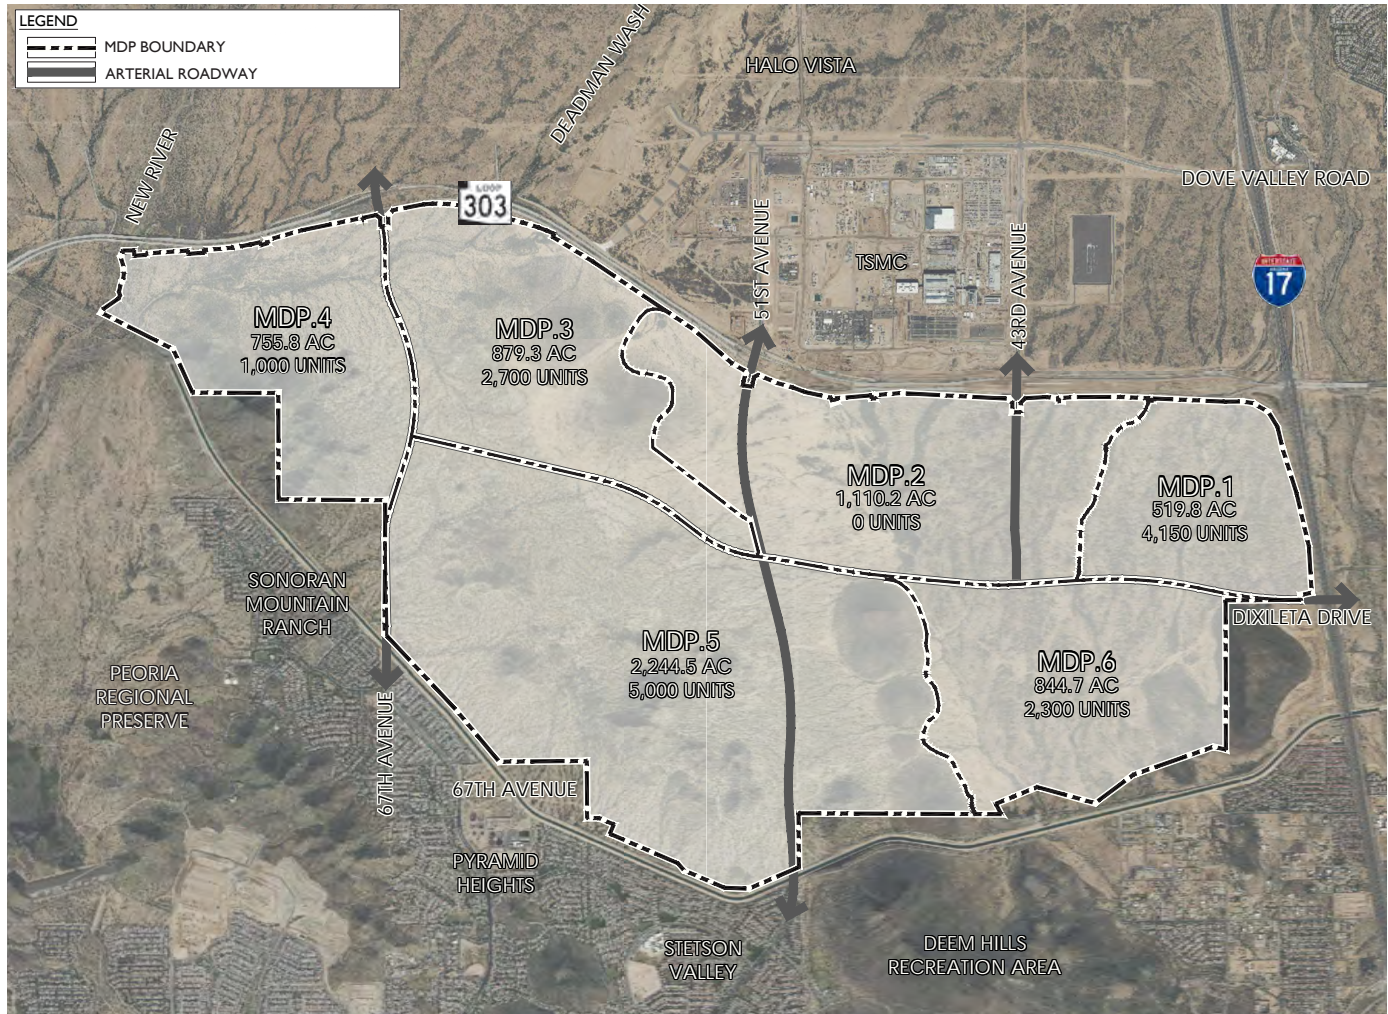 LEGEND
MDP BOUNDARY
ARTERIAL ROADWAY
DEADMAN WASH
HALO VISTA
NEW RIVER
DOVE VALLEY ROAD
LOOP
303
51ST AVENUE
43RD AVENUE
TSMC
INTERSTATE
ARIZONA
17
MDP.4
755.8 AC
1,000 UNITS
MDP.3
879.3 AC
2,700 UNITS
MDP.2
1,110.2 AC
0 UNITS
MDP.1
519.8 AC
4,150 UNITS
SONORAN
MOUNTAIN
RANCH
DIXILETA DRIVE
MDP.5
2,244.5 AC
5,000 UNITS
MDP.6
844.7 AC
2,300 UNITS
PEORIA
REGIONAL
PRESERVE
67TH AVENUE
67TH AVENUE
PYRAMID
HEIGHTS
STETSON
VALLEY
DEEM HILLS
RECREATION AREA